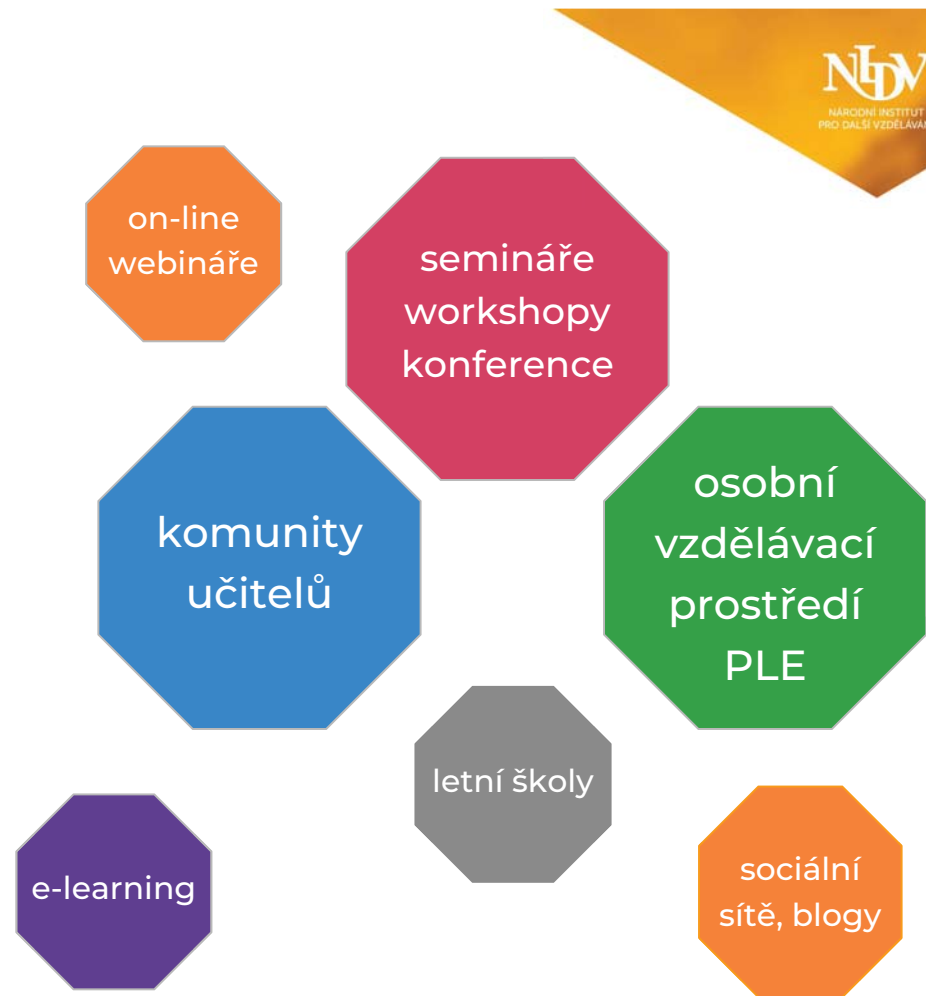 NIDV
NÁRODNÍ INSTITUT
PRO DALŠÍ VZDĚLÁVÁN
on-line
webináře
semináře
workshopy
konference
komunity
učitelů
osobní
vzdělávací
prostředí
PLE
letní školy
e-learning
sociální
sítě, blogy